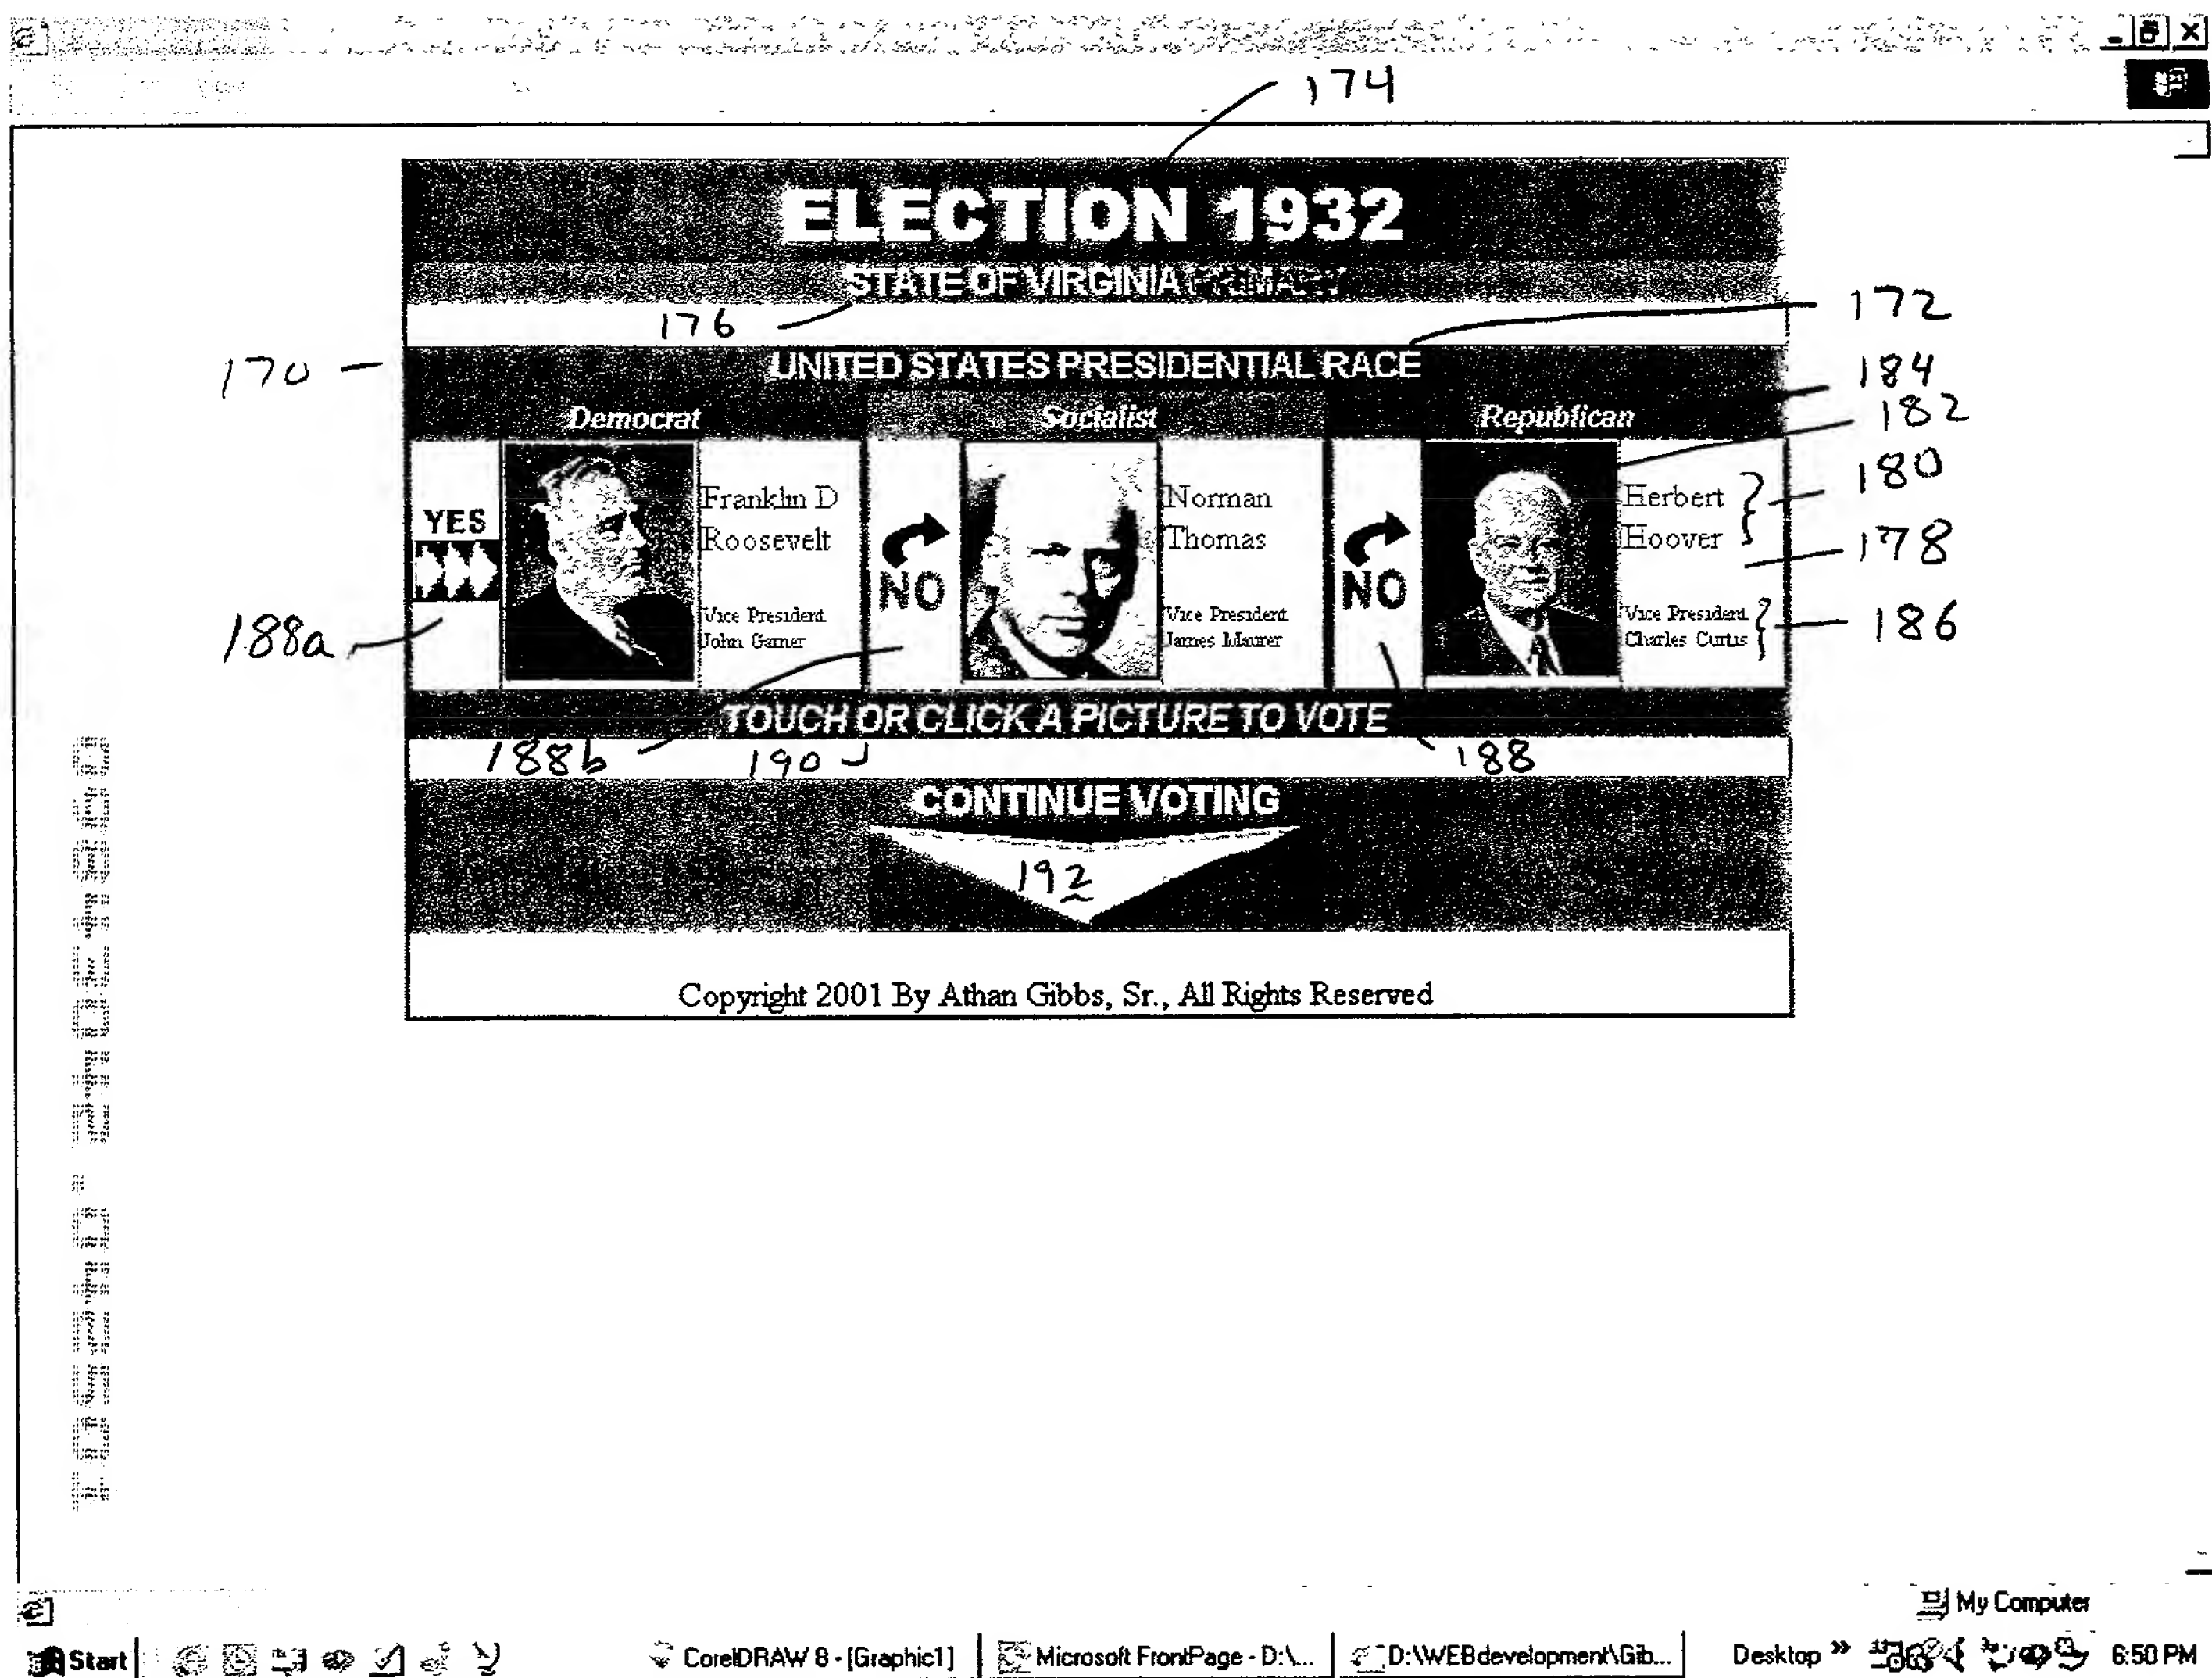 174
ELECTION 1932
STATE OF VIRGINIA
176
172
170
UNITED STATES PRESIDENTIAL RACE
184
Democrat
Socialist
Republican
182
YES
Franklin D
Roosevelt
Vice President
John Garner
NO
Norman
Thomas
Vice President
James Maurer
NO
Herbert
Hoover
Vice President
Charles Curtis
180
178
186
188a
TOUCH OR CLICK A PICTURE TO VOTE
188b
190
188
CONTINUE VOTING
192
Copyright 2001 By Athan Gibbs, Sr., All Rights Reserved
My Computer
Start
CorelDRAW 8 - [Graphic1]
Microsoft FrontPage - D:\...
D:\WEBdevelopment\Gib...
Desktop »
6:50 PM